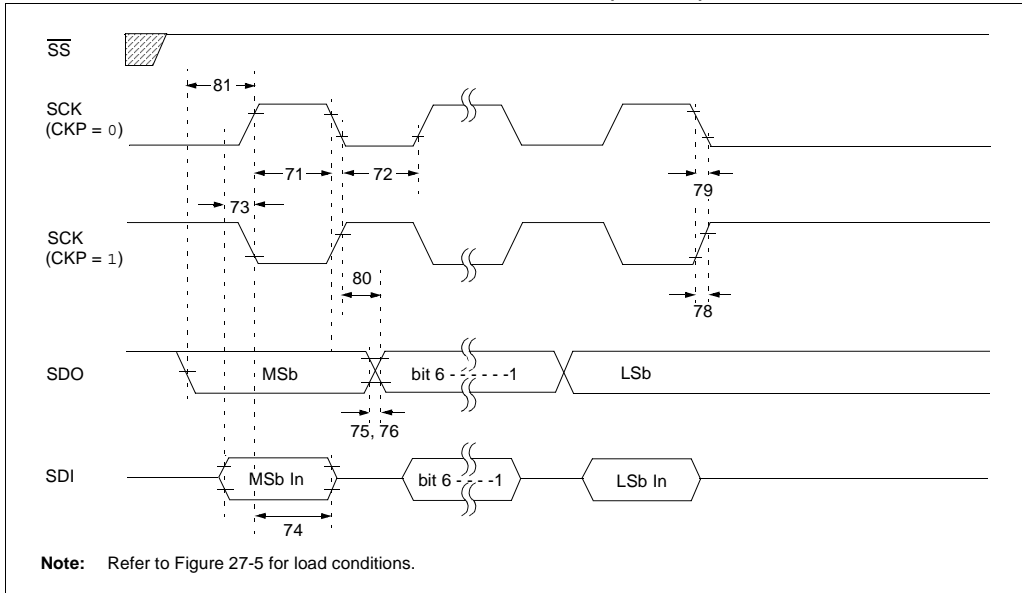 SS
81
SCK
(CKP = 0)
71
72
79
73
SCK
(CKP = 1)
80
78
SDO
MSb
bit 6 - - - - - -1
LSb
75, 76
SDI
MSb In
bit 6 - - - -1
LSb In
74
Note: Refer to Figure 27-5 for load conditions.